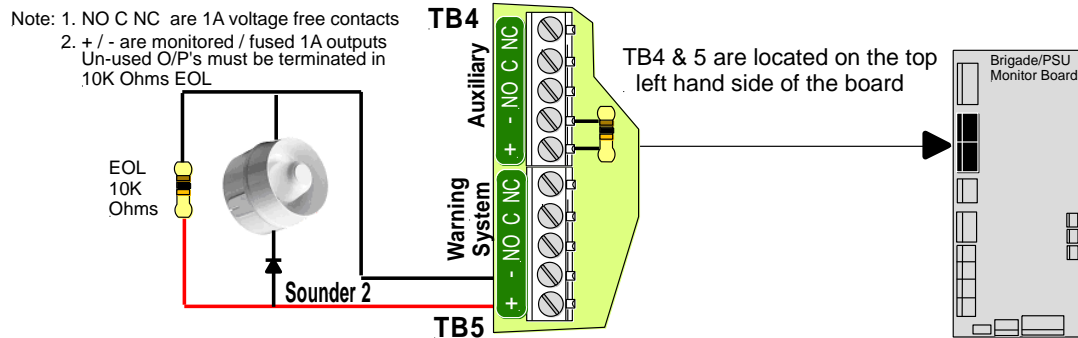 Note: 1. NO C NC are 1A voltage free contacts
2. + / - are monitored / fused 1A outputs
Un-used O/P's must be terminated in
10K Ohms EOL
TB4
Auxiliary
+ - NO C NC
TB4 & 5 are located on the top
left hand side of the board
Brigade/PSU
Monitor Board
EOL
10K
Ohms
Sounder 2
Warning
System
+ - NO C NC
TB5